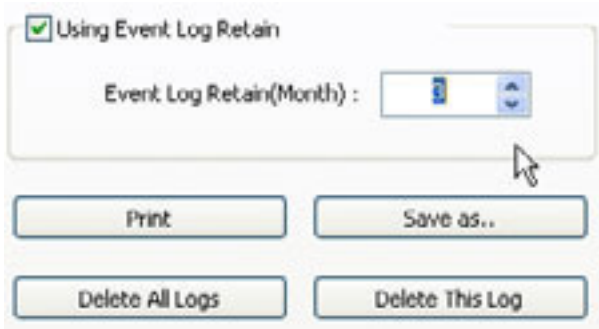 Using Event Log Retain
Event Log Retain(Month) :
Print
Save as..
Delete All Logs
Delete This Log